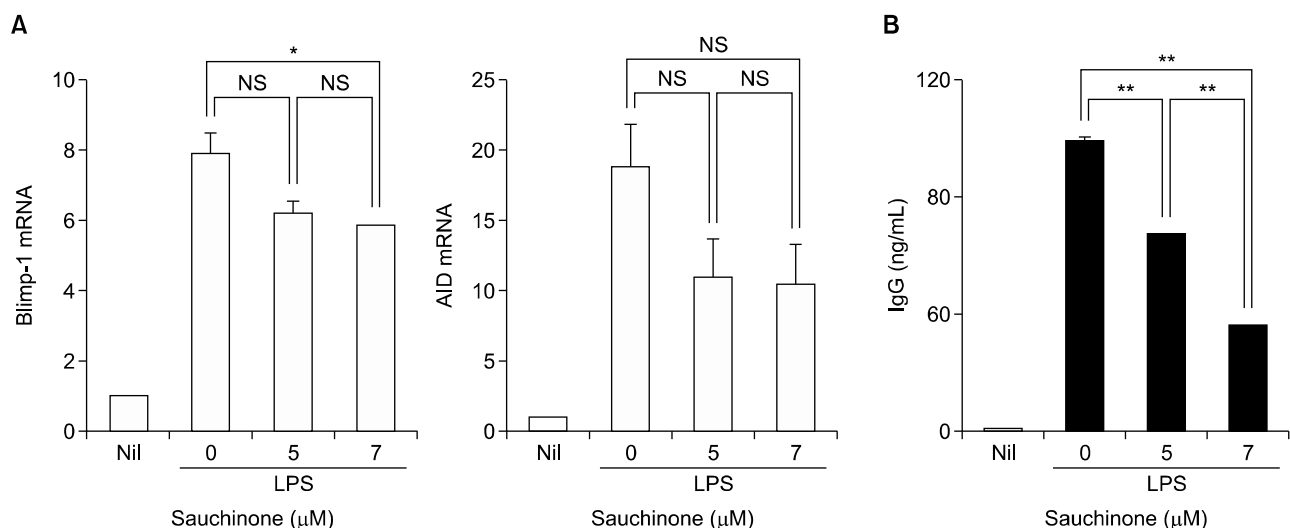 A
*
NS
NS
10
8
6
4
2
0
Blimp-1 mRNA
Nil
0
5
7
LPS
Sauchinone (μM)
NS
NS
NS
25
20
15
10
5
0
AID mRNA
Nil
0
5
7
LPS
Sauchinone (μM)
B
**
**
**
120
80
60
0
IgG (ng/mL)
Nil
0
5
7
LPS
Sauchinone (μM)